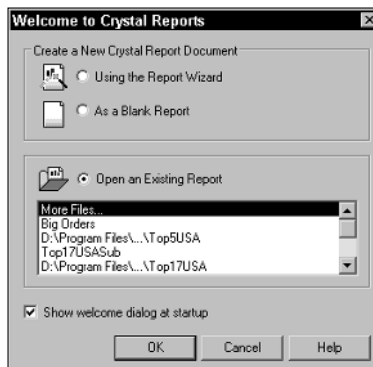 Welcome to Crystal Reports
Create a New Crystal Report Document
Using the Report Wizard
As a Blank Report
Open an Existing Report
More Files...
Big Orders
D:\Program Files\...\Top5USA
Top17USASub
D:\Program Files\...\Top17USA
Show welcome dialog at startup
OK Cancel Help